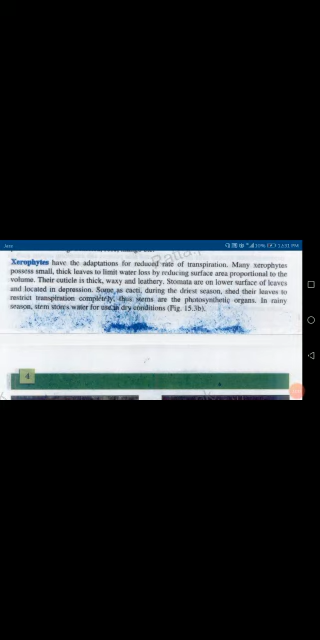 Xerophytes have the adaptations for reduced rate of transpiration. Many xerophytes
possess small, thick leaves to limit water loss by reducing surface area proportional to the
volume. Their cuticle is thick, waxy and leathery. Stomata are on lower surface of leaves
and located in depression. Some as cacti, during the driest season, shed their leaves to
restrict transpiration completely, thus stems are the photosynthetic organs. In rainy
season, stem stores water for use in dry conditions (Fig. 15.3b).
4